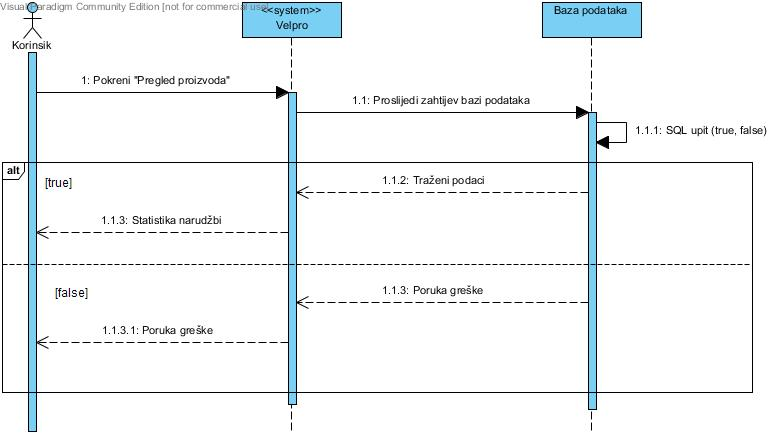 Visual Paradigm Community Edition [not for commercial use]
<<system>>
Velpro
Baza podataka
Korinsik
1: Pokreni "Pregled proizvoda"
1.1: Proslijedi zahtijev bazi podataka
1.1.1: SQL upit (true, false)
alt
[true]
1.1.2: Traženi podaci
1.1.3: Statistika narudžbi
[false]
1.1.3: Poruka greške
1.1.3.1: Poruka greške